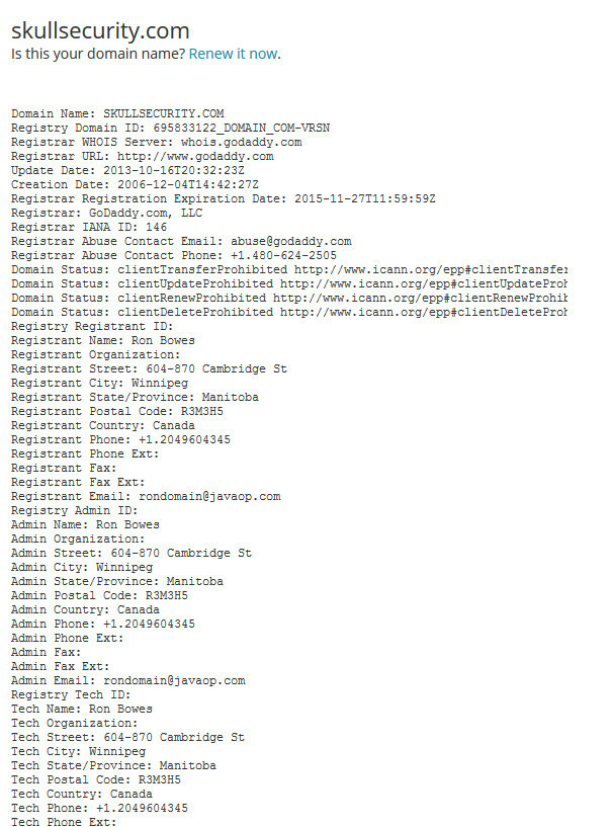 skullsecurity.com
Is this your domain name? Renew it now.
Domain Name: SKULLSECURITY.COM
Registry Domain ID: 695833122_DOMAIN_COM-VRSN
Registrar WHOIS Server: whois.godaddy.com
Registrar URL: http://www.godaddy.com
Update Date: 2013-10-16T20:32:23Z
Creation Date: 2006-12-04T14:42:27Z
Registrar Registration Expiration Date: 2015-11-27T11:59:59Z
Registrar: GoDaddy.com, LLC
Registrar IANA ID: 146
Registrar Abuse Contact Email: abuse@godaddy.com
Registrar Abuse Contact Phone: +1.480-624-2505
Domain Status: clientTransferProhibited http://www.icann.org/epp#clientTransfe
Domain Status: clientUpdateProhibited http://www.icann.org/epp#clientUpdateProh
Domain Status: clientRenewProhibited http://www.icann.org/epp#clientRenewProhib
Domain Status: clientDeleteProhibited http://www.icann.org/epp#clientDeleteProh
Registry Registrant ID:
Registrant Name: Ron Bowes
Registrant Organization:
Registrant Street: 604-870 Cambridge St
Registrant City: Winnipeg
Registrant State/Province: Manitoba
Registrant Postal Code: R3M3H5
Registrant Country: Canada
Registrant Phone: +1.2049604345
Registrant Phone Ext:
Registrant Fax:
Registrant Fax Ext:
Registrant Email: rondomain@javaop.com
Registry Admin ID:
Admin Name: Ron Bowes
Admin Organization:
Admin Street: 604-870 Cambridge St
Admin City: Winnipeg
Admin State/Province: Manitoba
Admin Postal Code: R3M3H5
Admin Country: Canada
Admin Phone: +1.2049604345
Admin Phone Ext:
Admin Fax:
Admin Fax Ext:
Admin Email: rondomain@javaop.com
Registry Tech ID:
Tech Name: Ron Bowes
Tech Organization:
Tech Street: 604-870 Cambridge St
Tech City: Winnipeg
Tech State/Province: Manitoba
Tech Postal Code: R3M3H5
Tech Country: Canada
Tech Phone: +1.2049604345
Tech Phone Ext: